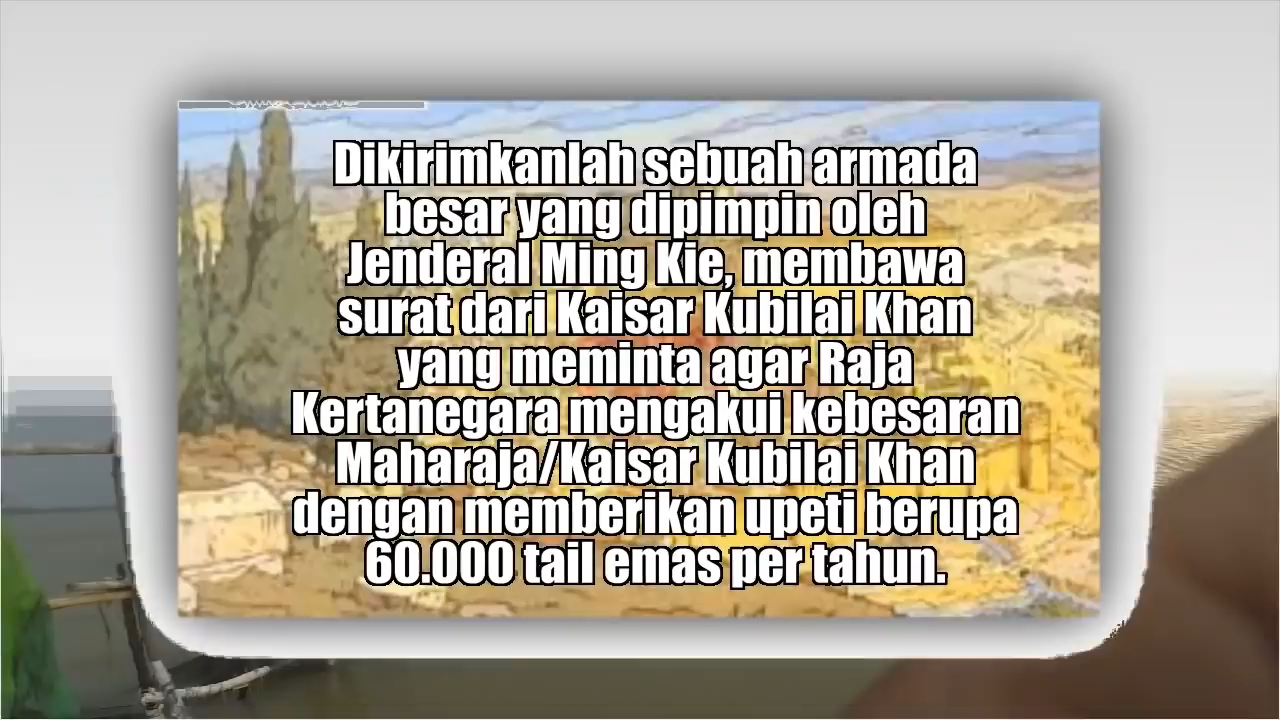 Dikirimkanlah sebuah armada
besar yang dipimpin oleh
Jenderal Ming Kie, membawa
surat dari Kaisar Kubilai Khan
yang meminta agar Raja
Kertanegara mengakui kebesaran
Maharaja/Kaisar Kubilai Khan
dengan memberikan upeti berupa
60.000 tail emas per tahun.